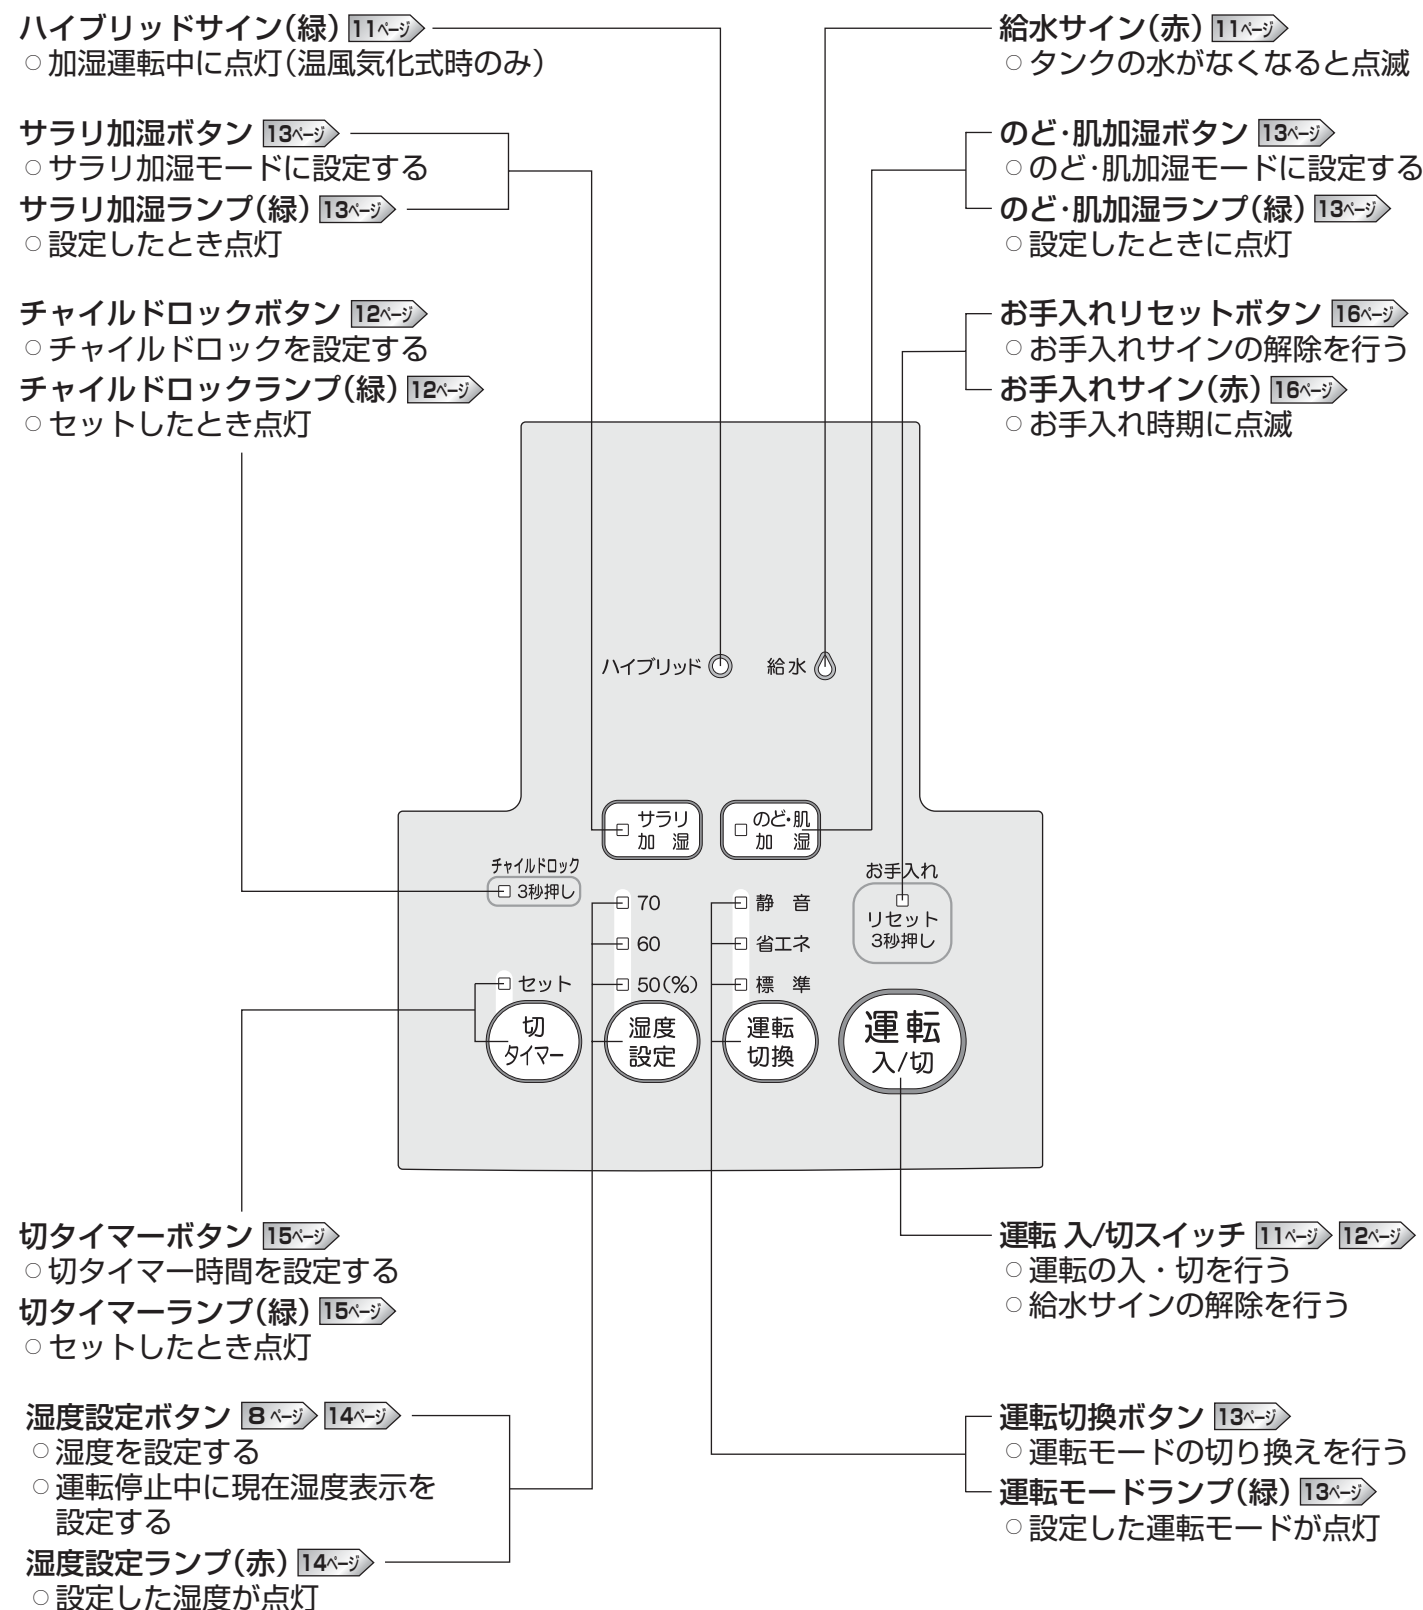 ハイブリッドサイン(緑) 11ページ
○加湿運転中に点灯(温風気化式時のみ)
サラリ加湿ボタン 13ページ
○サラリ加湿モードに設定する
サラリ加湿ランプ(緑) 13ページ
○設定したとき点灯
チャイルドロックボタン 12ページ
○チャイルドロックを設定する
チャイルドロックランプ(緑) 12ページ
○セットしたとき点灯
給水サイン(赤) 11ページ
○タンクの水がなくなると点滅
のど・肌加湿ボタン 13ページ
○のど・肌加湿モードに設定する
のど・肌加湿ランプ(緑) 13ページ
○設定したときに点灯
お手入れリセットボタン 16ページ
○お手入れサインの解除を行う
お手入れサイン(赤) 16ページ
○お手入れ時期に点滅
ハイブリッド 給水
サラリ
加 湿
のど・肌
加 湿
チャイルドロック
3秒押し
お手入れ
リセット
3秒押し
70
60
50(%)
静 音
省エネ
標 準
セット
切
タイマー
湿度
設定
運転
切換
運転
入/切
切タイマーボタン 15ページ
○切タイマー時間を設定する
切タイマーランプ(緑) 15ページ
○セットしたとき点灯
湿度設定ボタン 8ページ 14ページ
○湿度を設定する
○運転停止中に現在湿度表示を
設定する
湿度設定ランプ(赤) 14ページ
○設定した湿度が点灯
運転 入/切スイッチ 11ページ 12ページ
○運転の入・切を行う
○給水サインの解除を行う
運転切換ボタン 13ページ
○運転モードの切り換えを行う
運転モードランプ(緑) 13ページ
○設定した運転モードが点灯